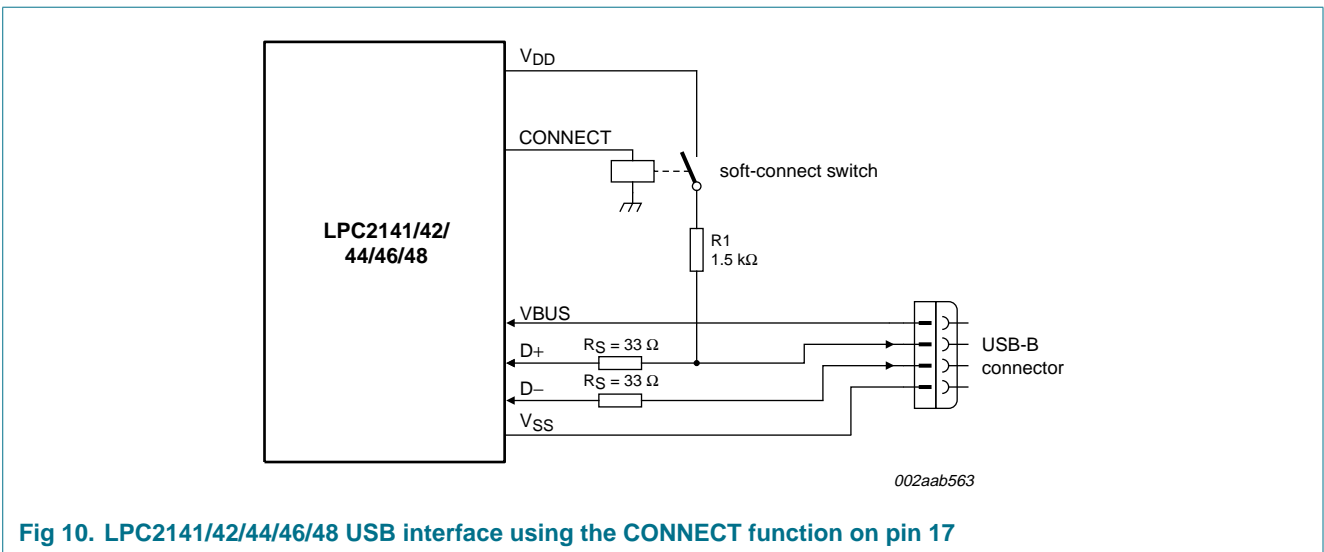 VDD
CONNECT
soft-connect switch
LPC2141/42/
44/46/48
R1
1.5 kΩ
VBUS
D+
RS = 33 Ω
USB-B
connector
D−
RS = 33 Ω
VSS
002aab563
Fig 10. LPC2141/42/44/46/48 USB interface using the CONNECT function on pin 17